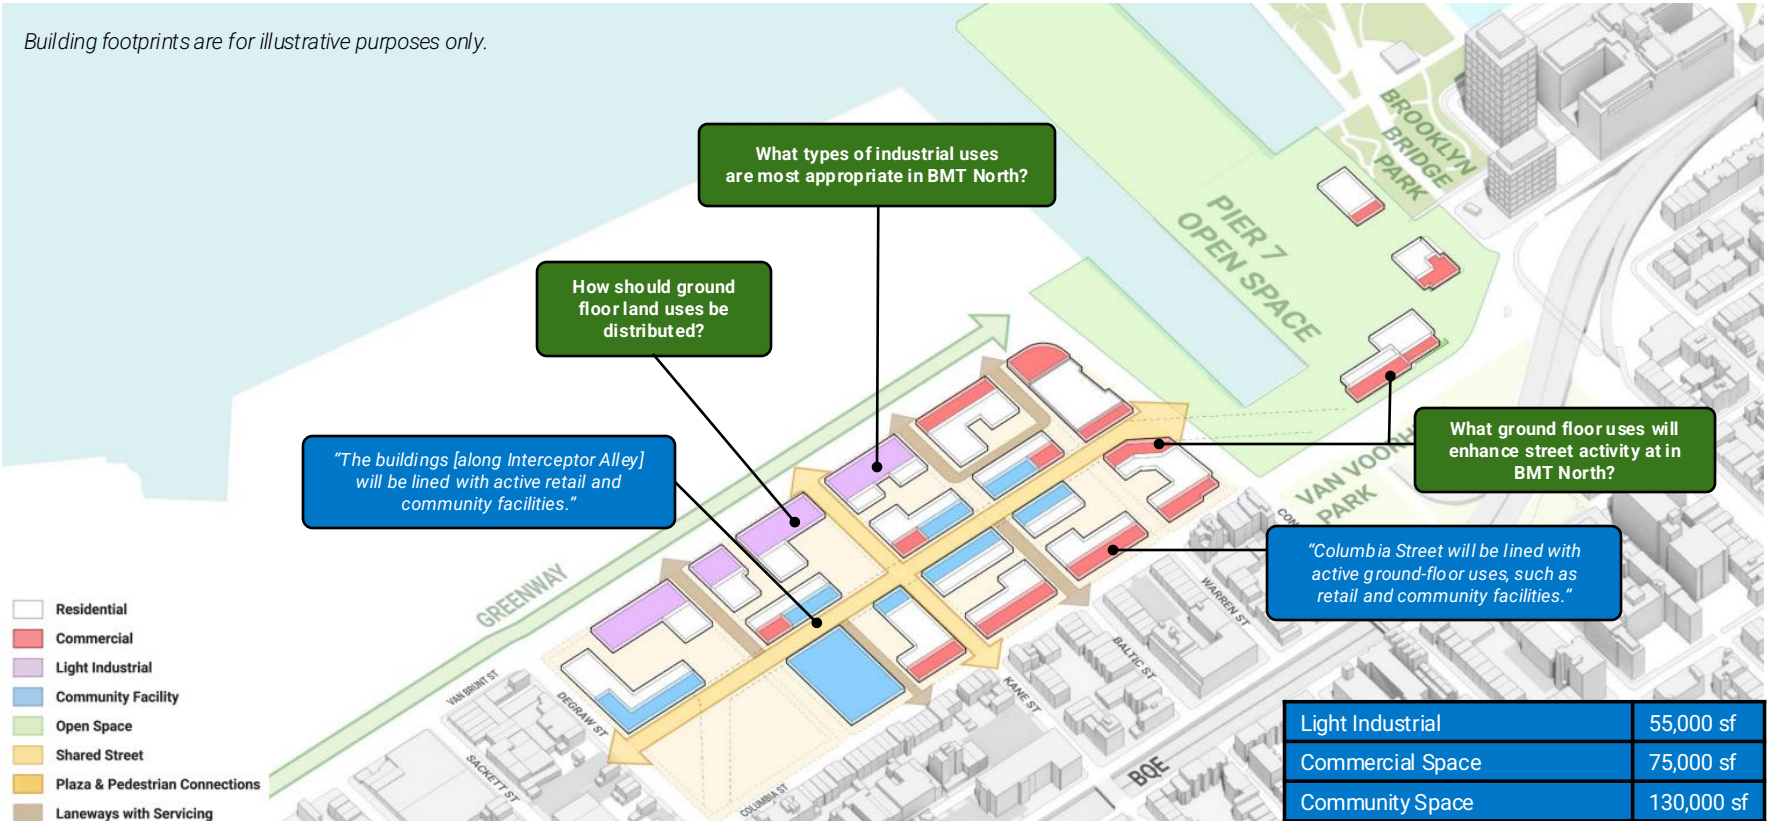 Building footprints are for illustrative purposes only.
What types of industrial uses
are most appropriate in BMT North?
How should ground
floor land uses be
distributed?
"The buildings [along Interceptor Alley]
will be lined with active retail and
community facilities."
What ground floor uses will
enhance street activity at in
BMT North?
"Columbia Street will be lined with
active ground-floor uses, such as
retail and community facilities."
BROOKLYN
BRIDGE
PARK
PIER 7
OPEN SPACE
VAN VOORH
PARK
GREENWAY
CON
WARREN ST
BALTIC ST
KANE ST
VAN BRUNT ST
DEGRAW ST
SACKETT ST
COLUMBIA ST
BQE
Residential
Commercial
Light Industrial
Community Facility
Open Space
Shared Street
Plaza & Pedestrian Connections
Laneways with Servicing
Light Industrial 55,000 sf
Commercial Space 75,000 sf
Community Space 130,000 sf